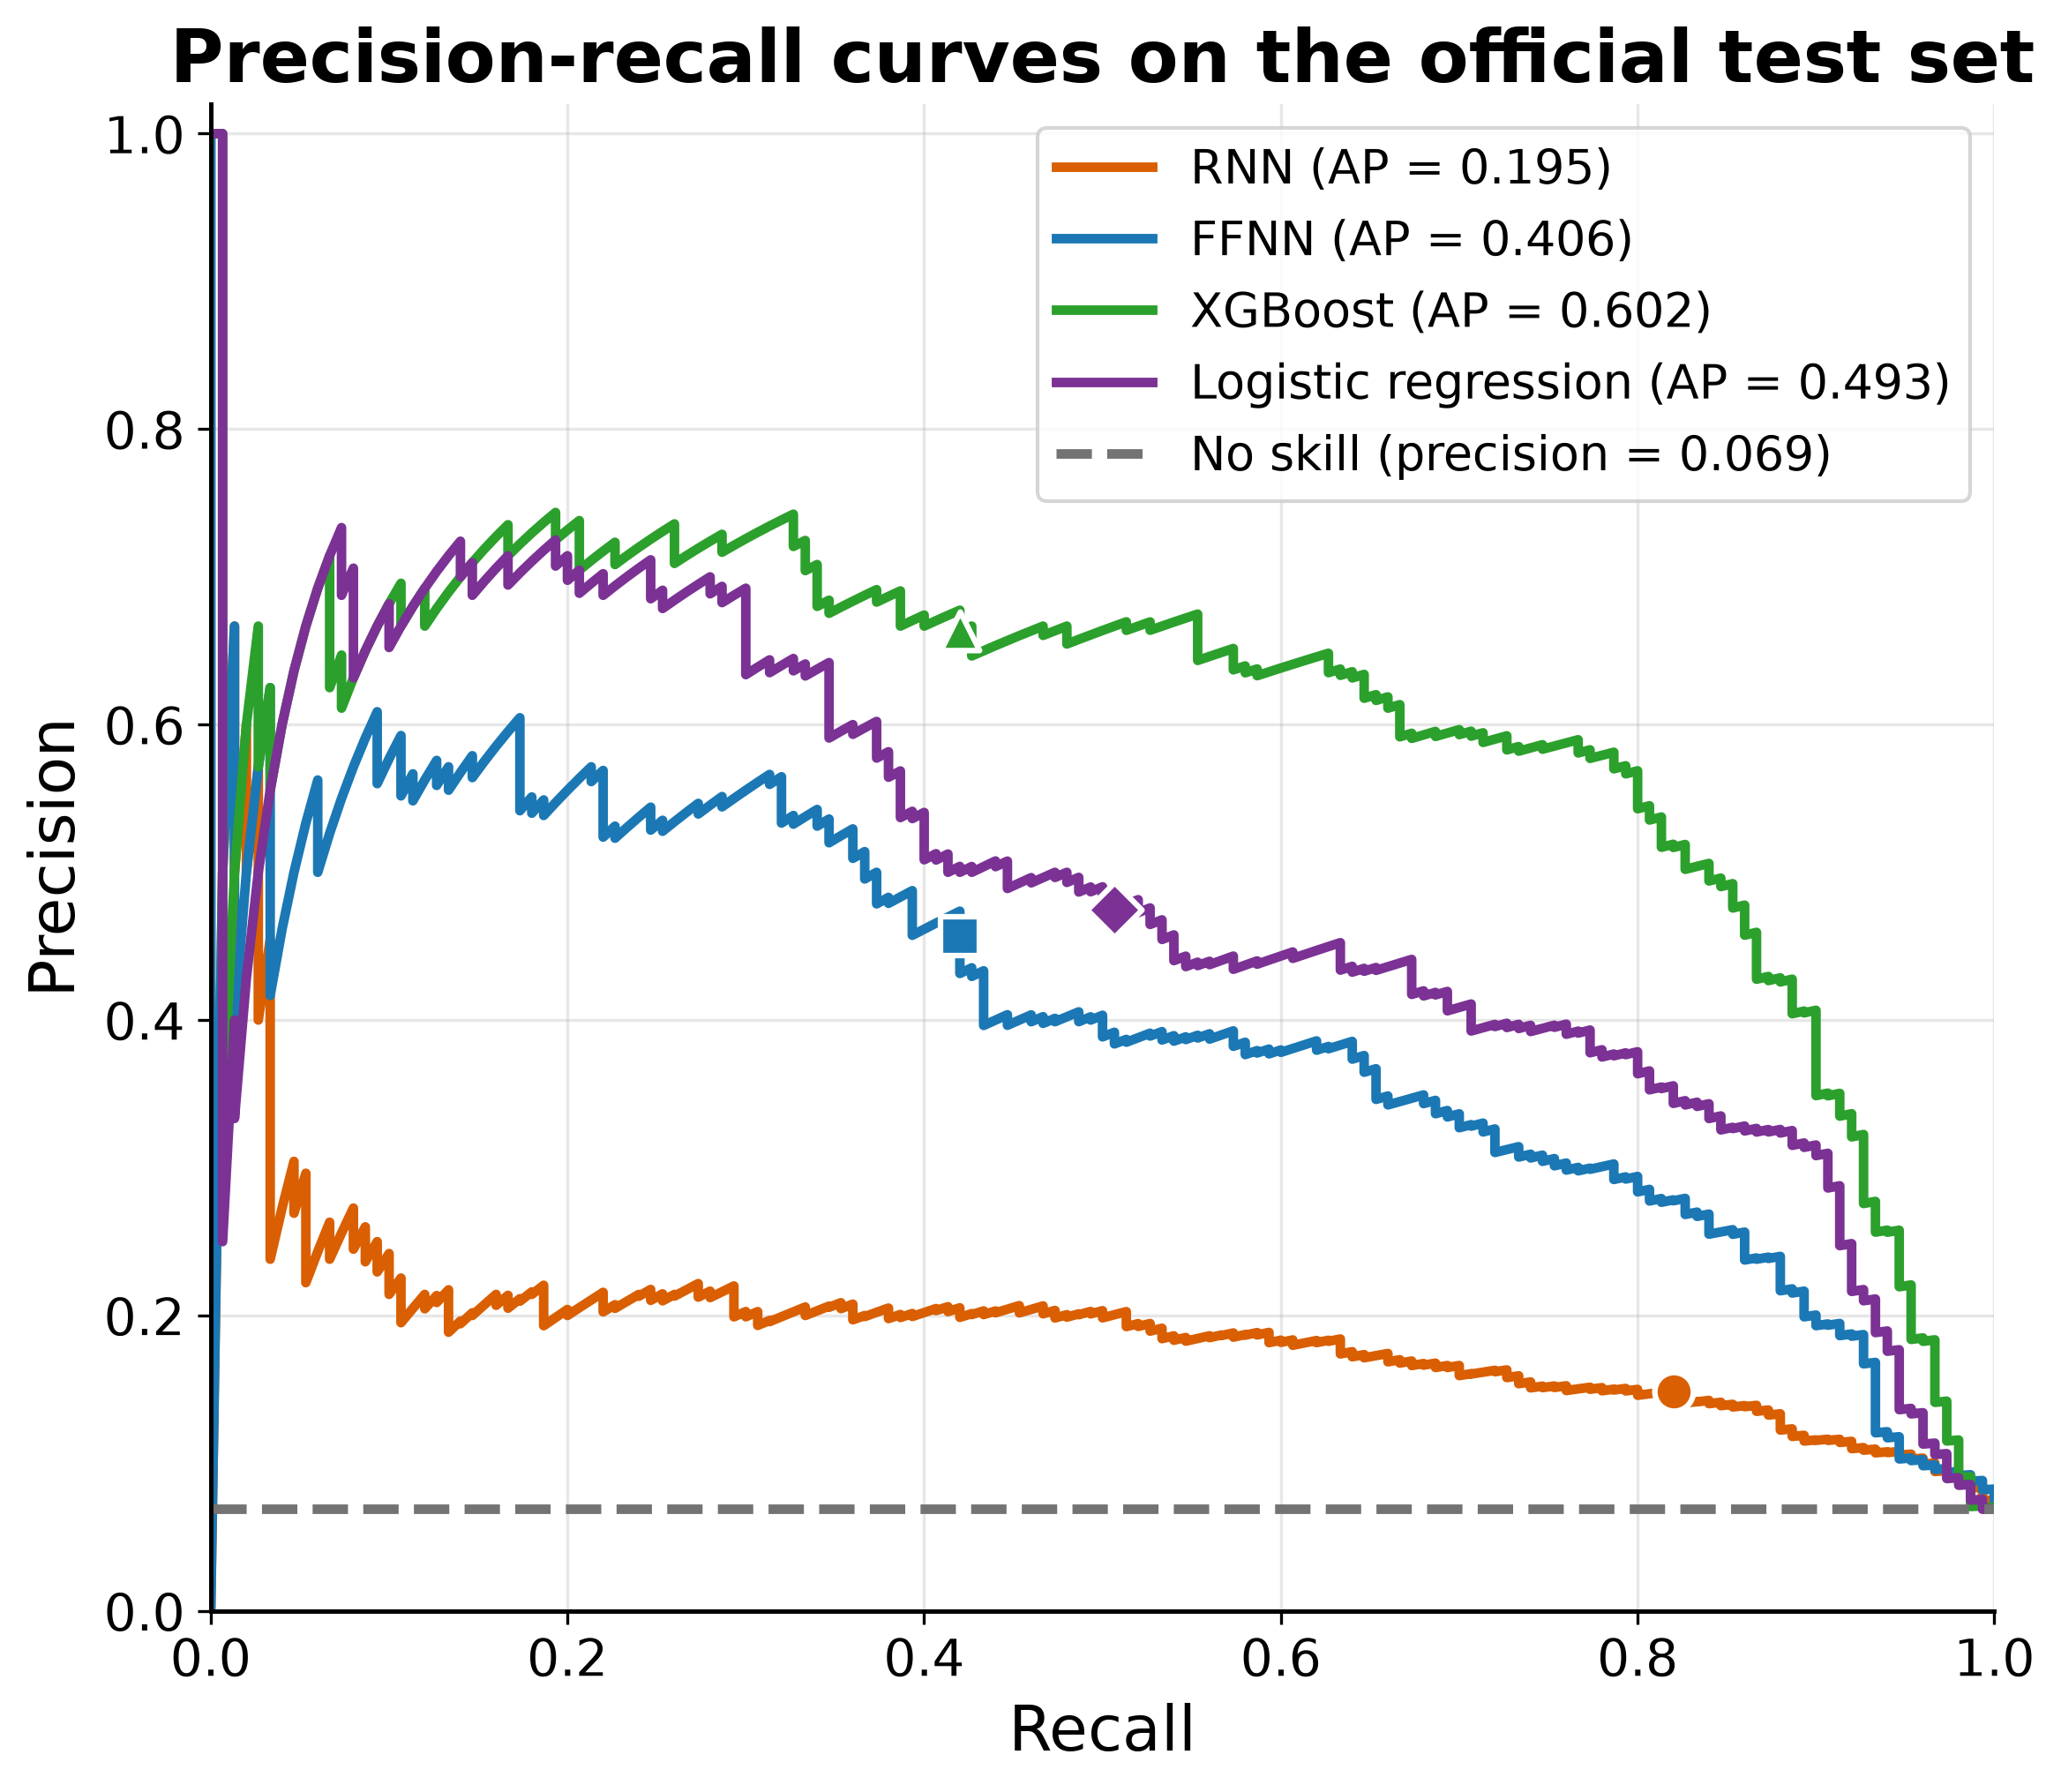 Precision-recall curves on the official test set
RNN (AP = 0.195)
FFNN (AP = 0.406)
XGBoost (AP = 0.602)
Logistic regression (AP = 0.493)
No skill (precision = 0.069)
Precision
1.0
0.8
0.6
0.4
0.2
0.0
0.0 0.2 0.4 0.6 0.8 1.0
Recall